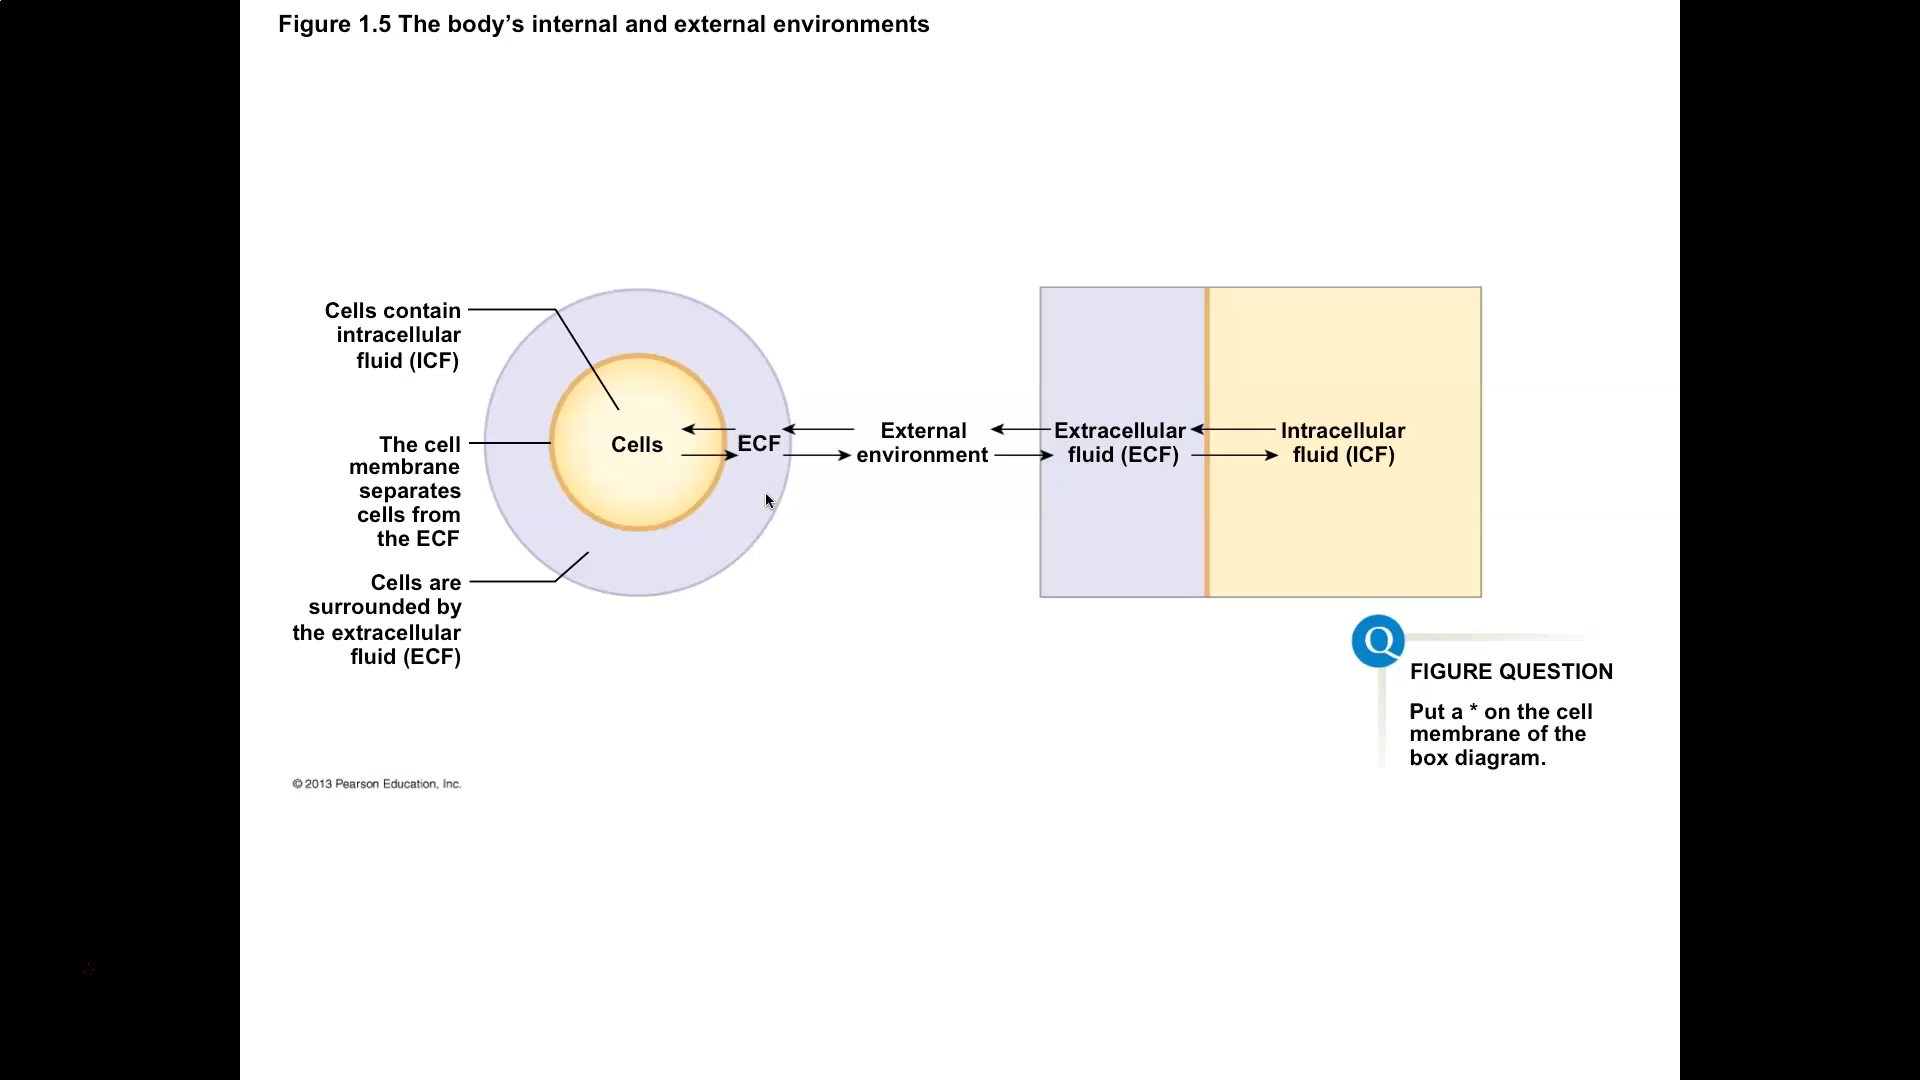 Figure 1.5 The body’s internal and external environments
Cells contain
intracellular
fluid (ICF)
The cell
membrane
separates
cells from
the ECF
Cells are
surrounded by
the extracellular
fluid (ECF)
Cells
ECF
External
environment
Extracellular
fluid (ECF)
Intracellular
fluid (ICF)
Q
FIGURE QUESTION
Put a * on the cell
membrane of the
box diagram.
© 2013 Pearson Education, Inc.